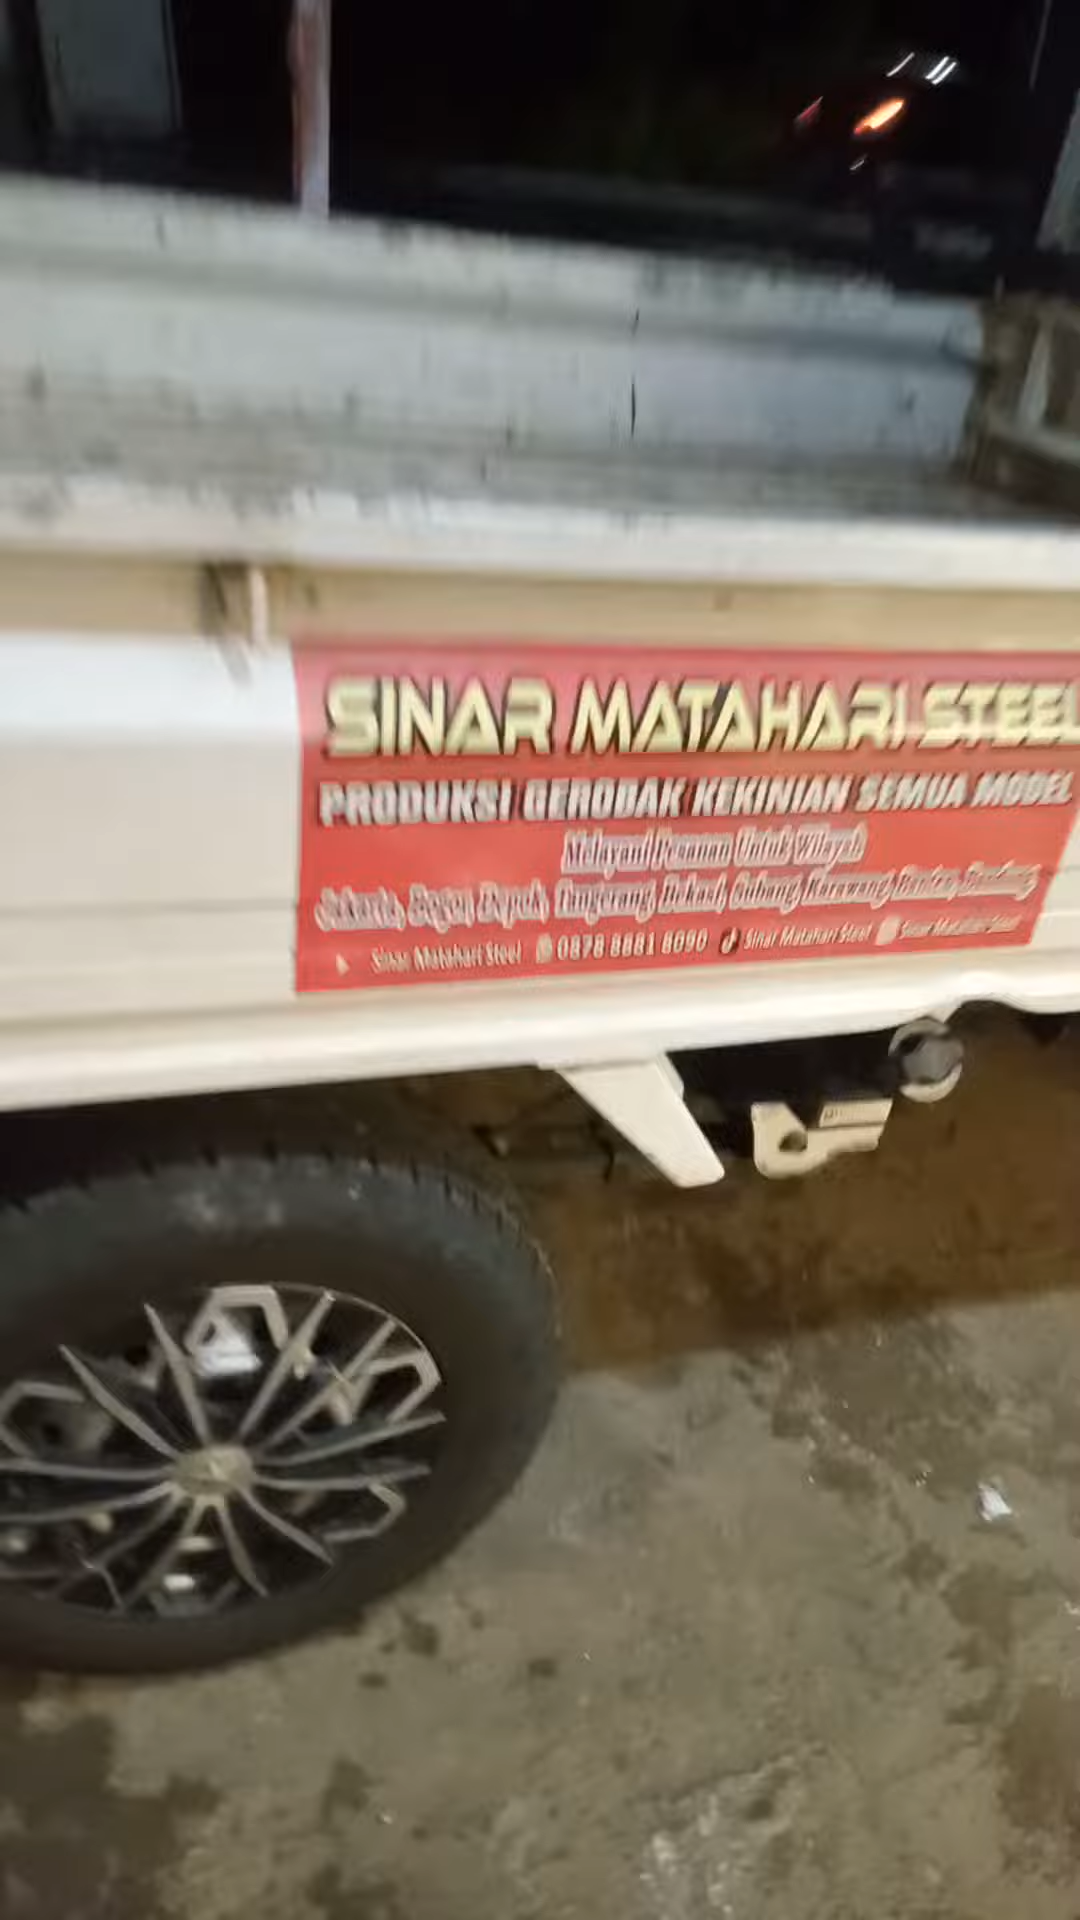 SINAR MATAHARI STEEL
PRODUKSI GEROBAK KEKINIAN SEMUA MODEL
Melayani Pesanan Untuk Wilayah
Jakarta, Bogor, Depok, Tangerang, Bekasi, Subang, Karawang, Banten, Bandung,
Sinar Matahari Steel 0878 8881 8090 Sinar Matahari Steel Sinar Matahari Steel